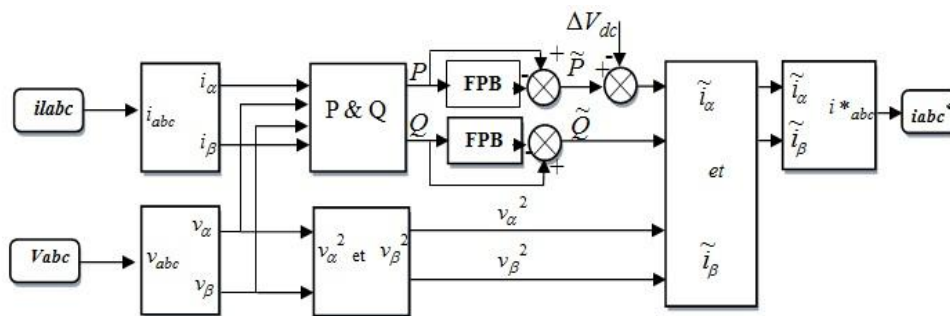 ΔV_dc
ilabc
i_abc
i_α
i_β
P & Q
P
FPB
-
+
P̃
+
-
Q
FPB
-
+
Q̃
ĩ_α
et
ĩ_β
ĩ_α
ĩ_β
i*_abc
iabc*
Vabc
v_abc
v_α
v_β
v_α² et v_β²
v_α²
v_β²